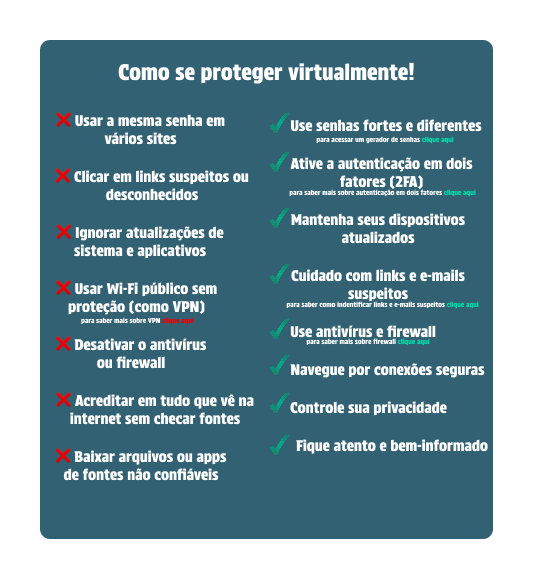 Como se proteger virtualmente!
Usar a mesma senha em
vários sites
Clicar em links suspeitos ou
desconhecidos
Ignorar atualizações de
sistema e aplicativos
Usar Wi-Fi público sem
proteção (como VPN)
para saber mais sobre VPN clique aqui
Desativar o antivírus
ou firewall
Acreditar em tudo que vê na
internet sem checar fontes
Baixar arquivos ou apps
de fontes não confiáveis
Use senhas fortes e diferentes
para acessar um gerador de senhas clique aqui
Ative a autenticação em dois
fatores (2FA)
para saber mais sobre autenticação em dois fatores clique aqui
Mantenha seus dispositivos
atualizados
Cuidado com links e e-mails
suspeitos
para saber como indentificar links e e-mails suspeitos clique aqui
Use antivírus e firewall
para saber mais sobre firewall clique aqui
Navegue por conexões seguras
Controle sua privacidade
Fique atento e bem-informado